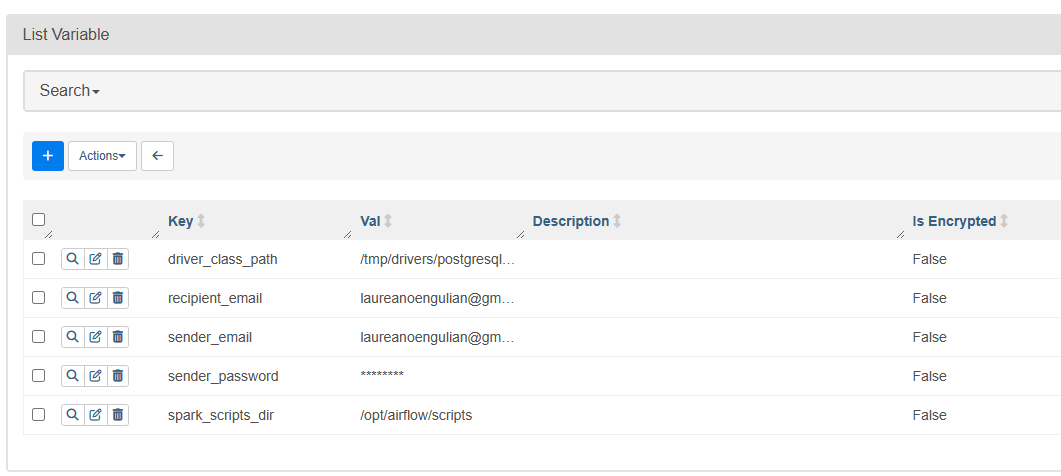 List Variable
Search
+ Actions
Key Val Description Is Encrypted
driver_class_path /tmp/drivers/postgresql… False
recipient_email laureanoengulian@gm… False
sender_email laureanoengulian@gm… False
sender_password ******** False
spark_scripts_dir /opt/airflow/scripts False